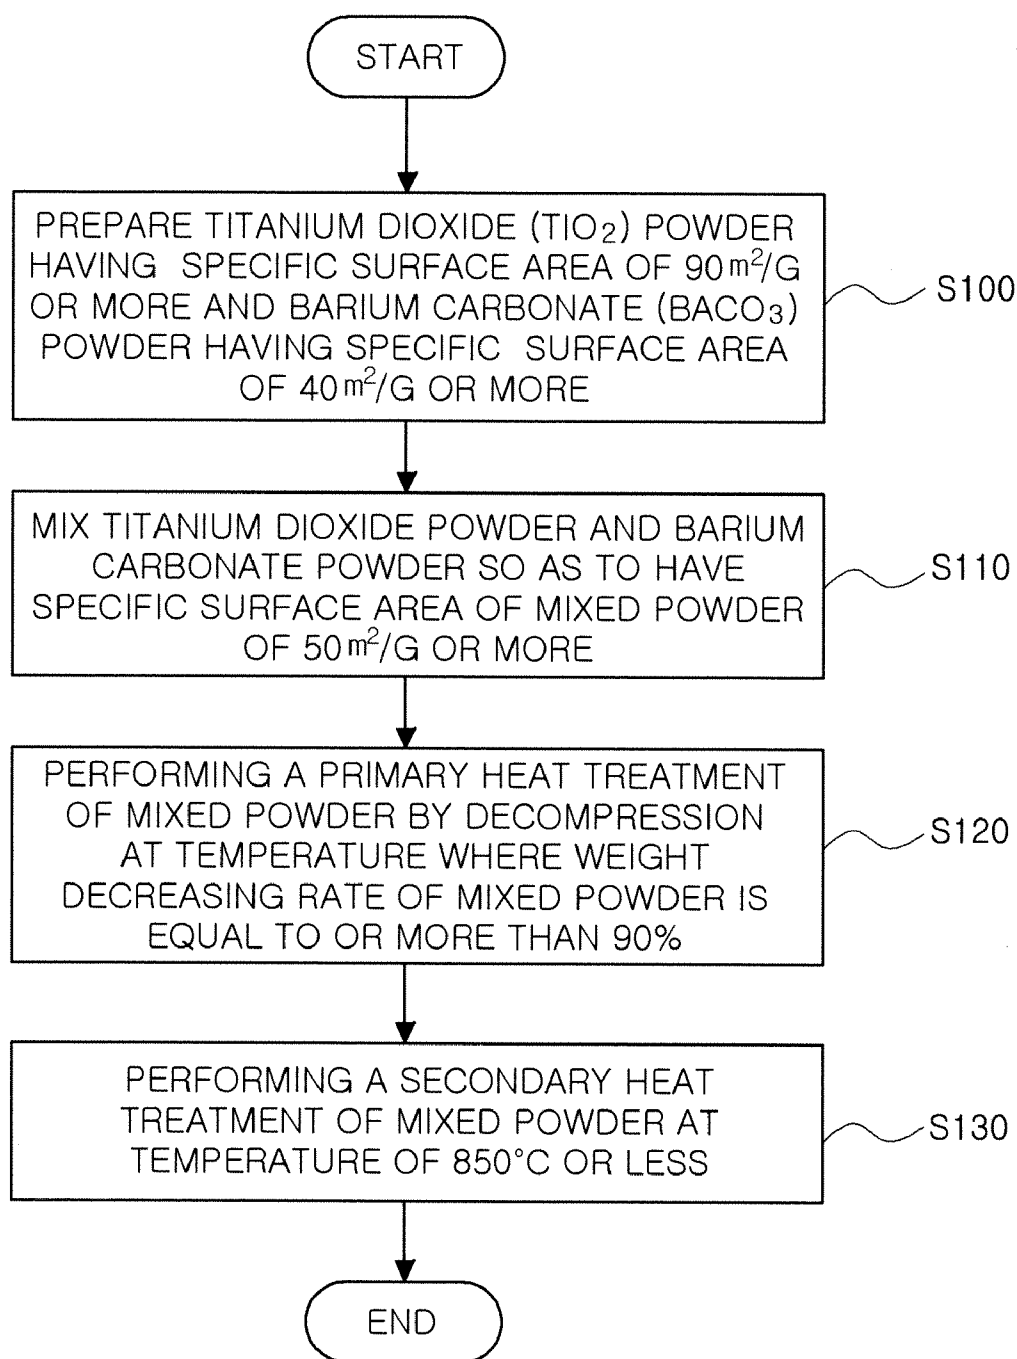 START
PREPARE TITANIUM DIOXIDE (TIO2) POWDER
HAVING SPECIFIC SURFACE AREA OF 90m²/G
OR MORE AND BARIUM CARBONATE (BACO3)
POWDER HAVING SPECIFIC SURFACE AREA
OF 40m²/G OR MORE
S100
MIX TITANIUM DIOXIDE POWDER AND BARIUM
CARBONATE POWDER SO AS TO HAVE
SPECIFIC SURFACE AREA OF MIXED POWDER
OF 50m²/G OR MORE
S110
PERFORMING A PRIMARY HEAT TREATMENT
OF MIXED POWDER BY DECOMPRESSION
AT TEMPERATURE WHERE WEIGHT
DECREASING RATE OF MIXED POWDER IS
EQUAL TO OR MORE THAN 90%
S120
PERFORMING A SECONDARY HEAT
TREATMENT OF MIXED POWDER AT
TEMPERATURE OF 850°C OR LESS
S130
END